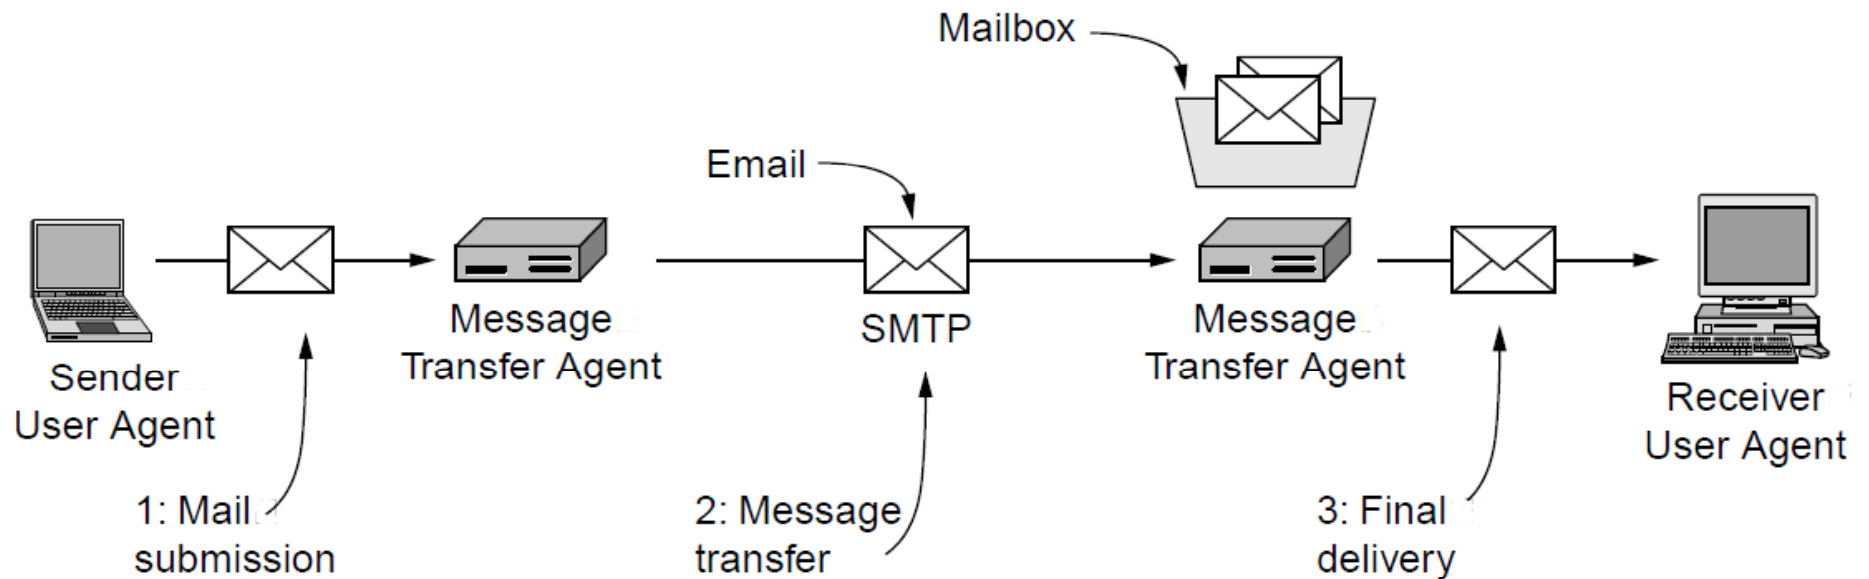 Mailbox
Email
Message
Transfer Agent
SMTP
Message
Transfer Agent
Sender
User Agent
Receiver
User Agent
1: Mail
submission
2: Message
transfer
3: Final
delivery